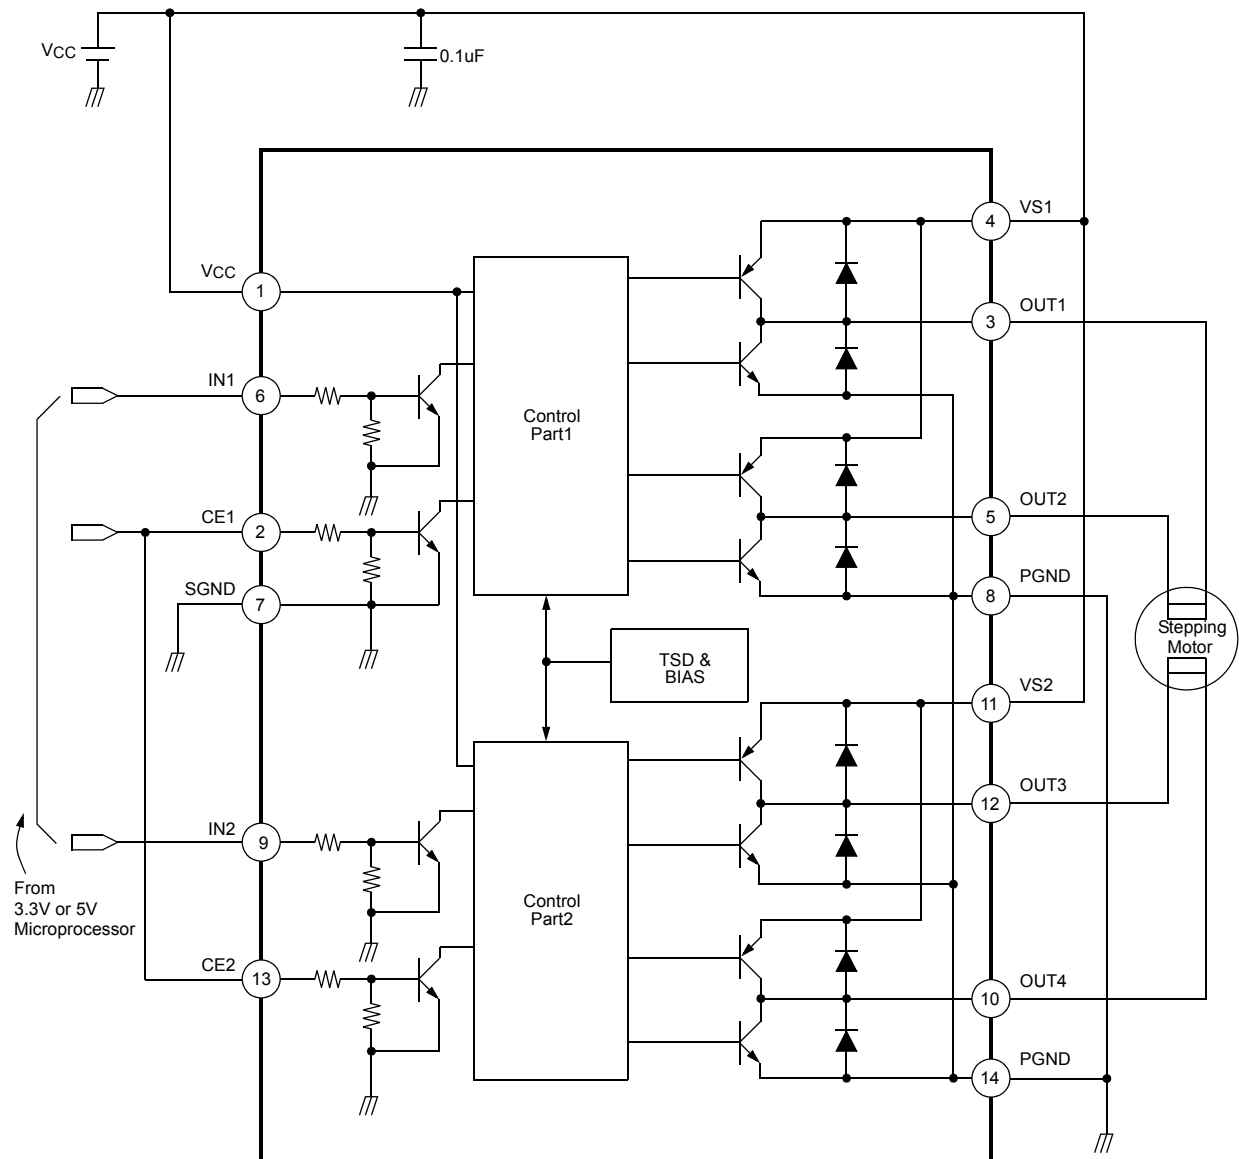 VCC
0.1uF
VS1
4
VCC
1
OUT1
3
IN1
6
Control
Part1
OUT2
5
CE1
2
PGND
8
SGND
7
Stepping
Motor
TSD &
BIAS
VS2
11
OUT3
12
IN2
9
From
3.3V or 5V
Microprocessor
Control
Part2
CE2
13
OUT4
10
PGND
14